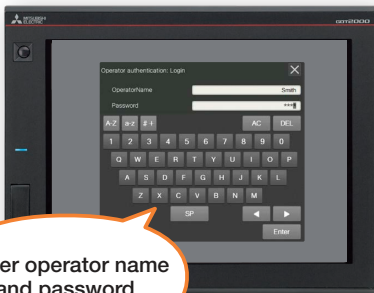 MITSUBISHI
ELECTRIC
GOT2000
Operator authentication: Login
OperatorName
Smith
Password
***
A-Z a-z #+ AC DEL
1 2 3 4 5 6 7 8 9 0
Q W E R T Y U I O P
A S D F G H J K L
Z X C V B N M
SP ◀ ▶
Enter
er operator name
and password